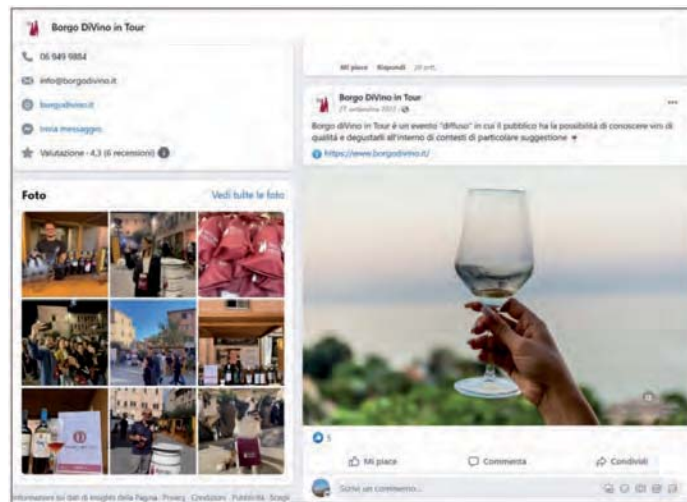 Borgo DiVino in Tour
06 949 9884
info@borgodivino.it
borgodivino.it
Invia messaggio
Valutazione · 4,3 (6 recensioni)
Foto
Vedi tutte le foto
Informazioni sui dati di Insights della Pagina · Privacy · Condizioni · Pubblicità · Scegli
Mi piace Rispondi
Borgo DiVino in Tour
settembre 2022
Borgo diVino in Tour è un evento "diffuso" in cui il pubblico ha la possibilità di conoscere vini di
qualità e degustarli all'interno di contesti di particolare suggestione
https://www.borgodivino.it/
5
Mi piace
Commenta
Condividi
Scrivi un commento...